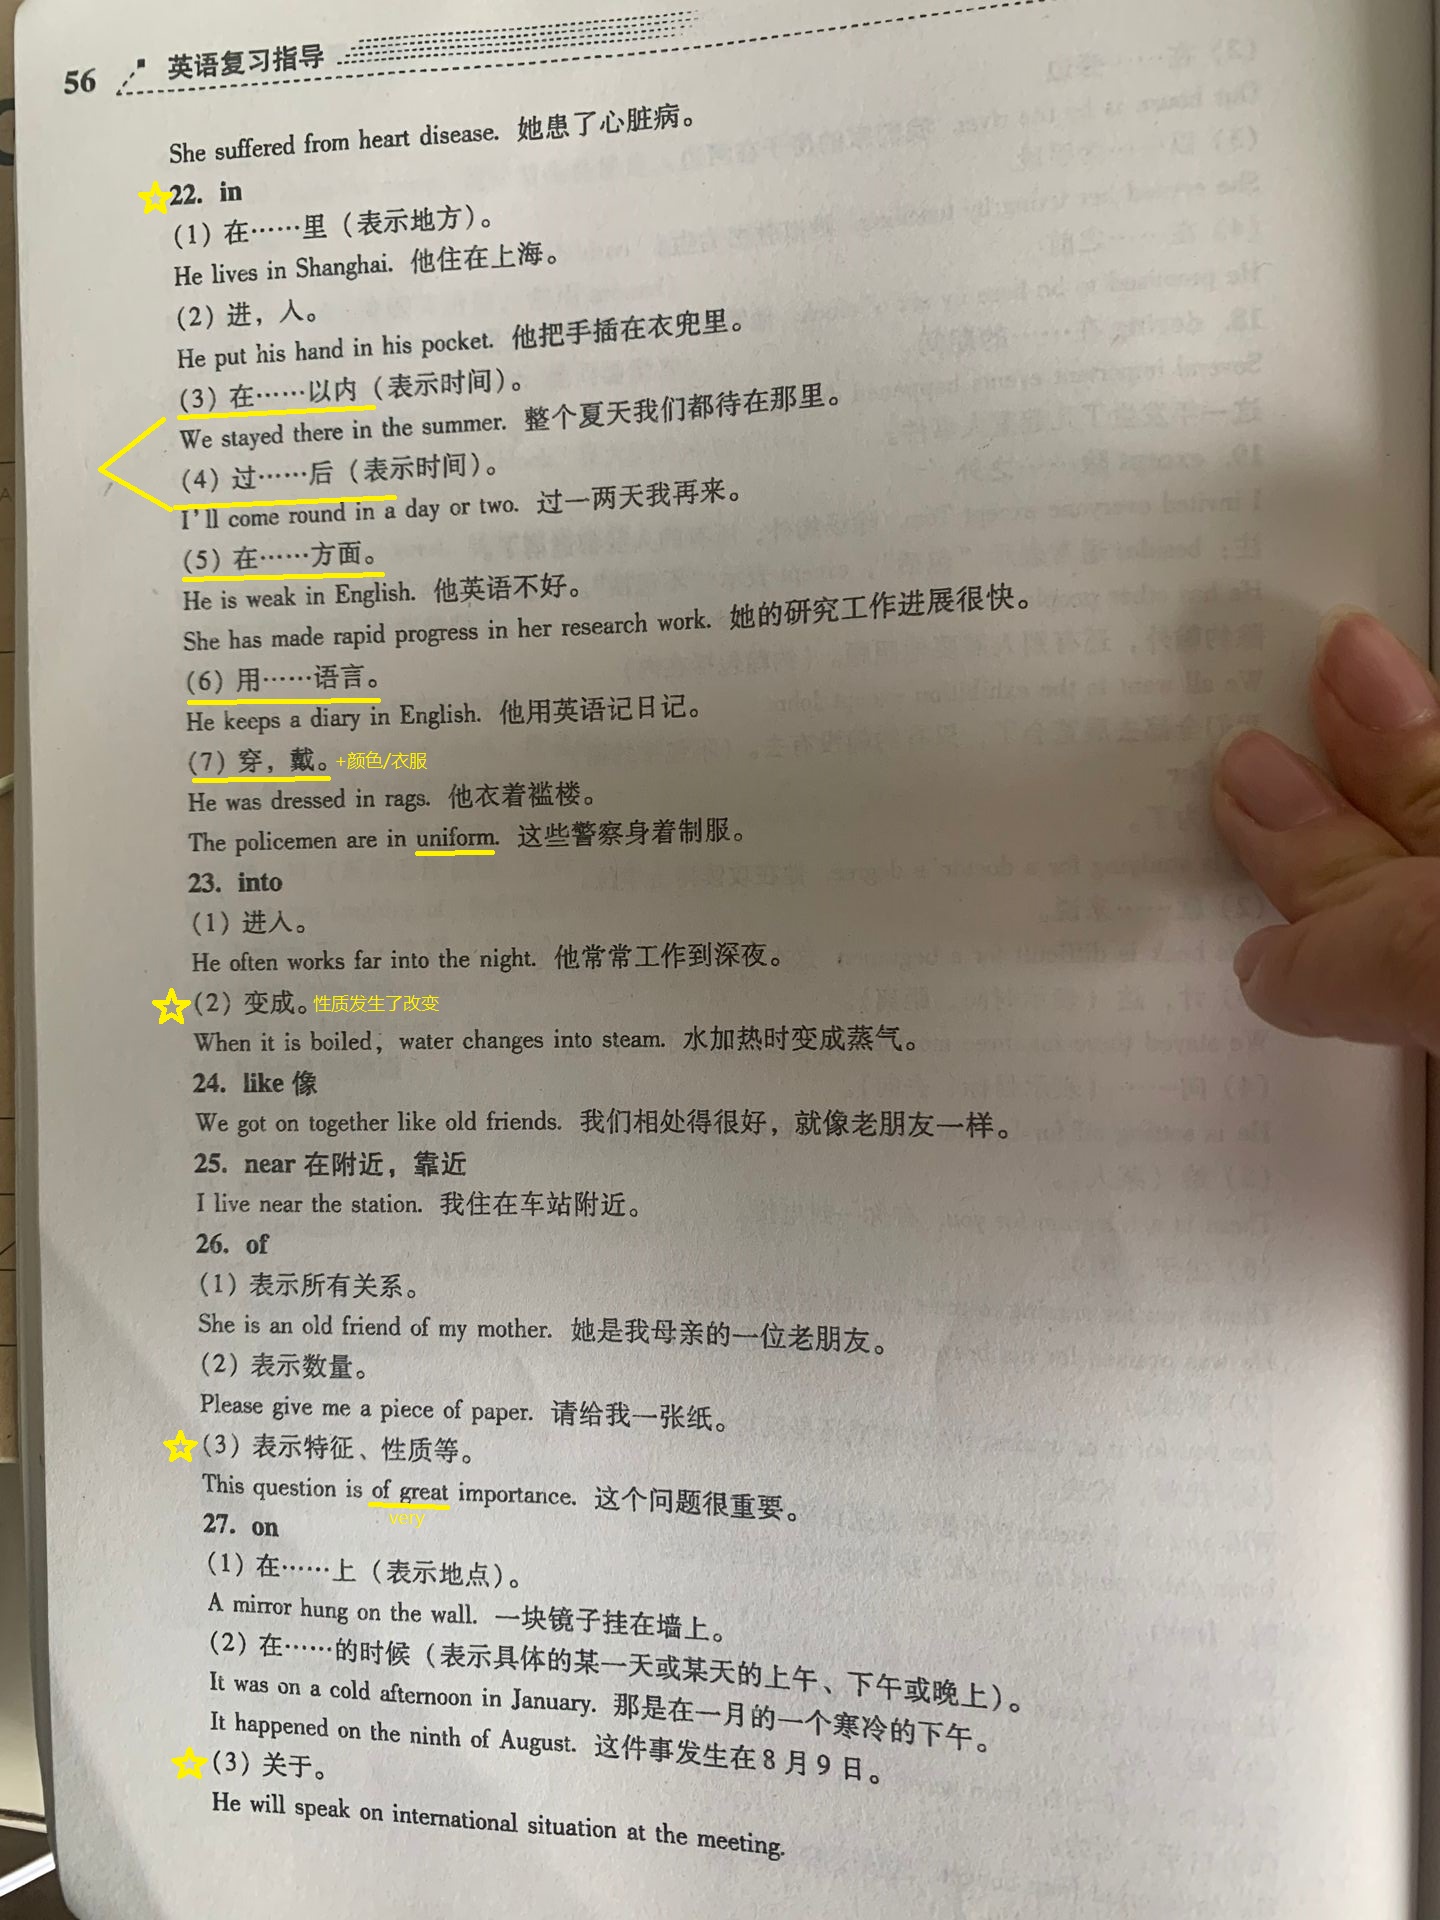 56 英语复习指导
She suffered from heart disease. 她患了心脏病。
22. in
(1) 在……里（表示地方）。
He lives in Shanghai. 他住在上海。
(2) 进，人。
He put his hand in his pocket. 他把手插在衣兜里。
(3) 在……以内（表示时间）。
We stayed there in the summer. 整个夏天我们都待在那里。
(4) 过……后（表示时间）。
I'll come round in a day or two. 过一两天我再来。
(5) 在……方面。
He is weak in English. 他英语不好。
She has made rapid progress in her research work. 她的研究工作进展很快。
(6) 用……语言。
He keeps a diary in English. 他用英语记日记。
(7) 穿，戴。+颜色/衣服
He was dressed in rags. 他衣着褴楼。
The policemen are in uniform. 这些警察身着制服。
23. into
(1) 进人。
He often works far into the night. 他常常工作到深夜。
(2) 变成。性质发生了改变
When it is boiled, water changes into steam. 水加热时变成蒸气。
24. like 像
We got on together like old friends. 我们相处得很好，就像老朋友一样。
25. near 在附近，靠近
I live near the station. 我住在车站附近。
26. of
(1) 表示所有关系。
She is an old friend of my mother. 她是我母亲的一位老朋友。
(2) 表示数量。
Please give me a piece of paper. 请给我一张纸。
(3) 表示特征、性质等。
This question is of great importance. 这个问题很重要。
very
27. on
(1) 在……上（表示地点）。
A mirror hung on the wall. 一块镜子挂在墙上。
(2) 在……的时候（表示具体的某一天或某天的上午、下午或晚上）。
It was on a cold afternoon in January. 那是在一月的一个寒冷的下午。
It happened on the ninth of August. 这件事发生在8月9日。
(3) 关于。
He will speak on international situation at the meeting.